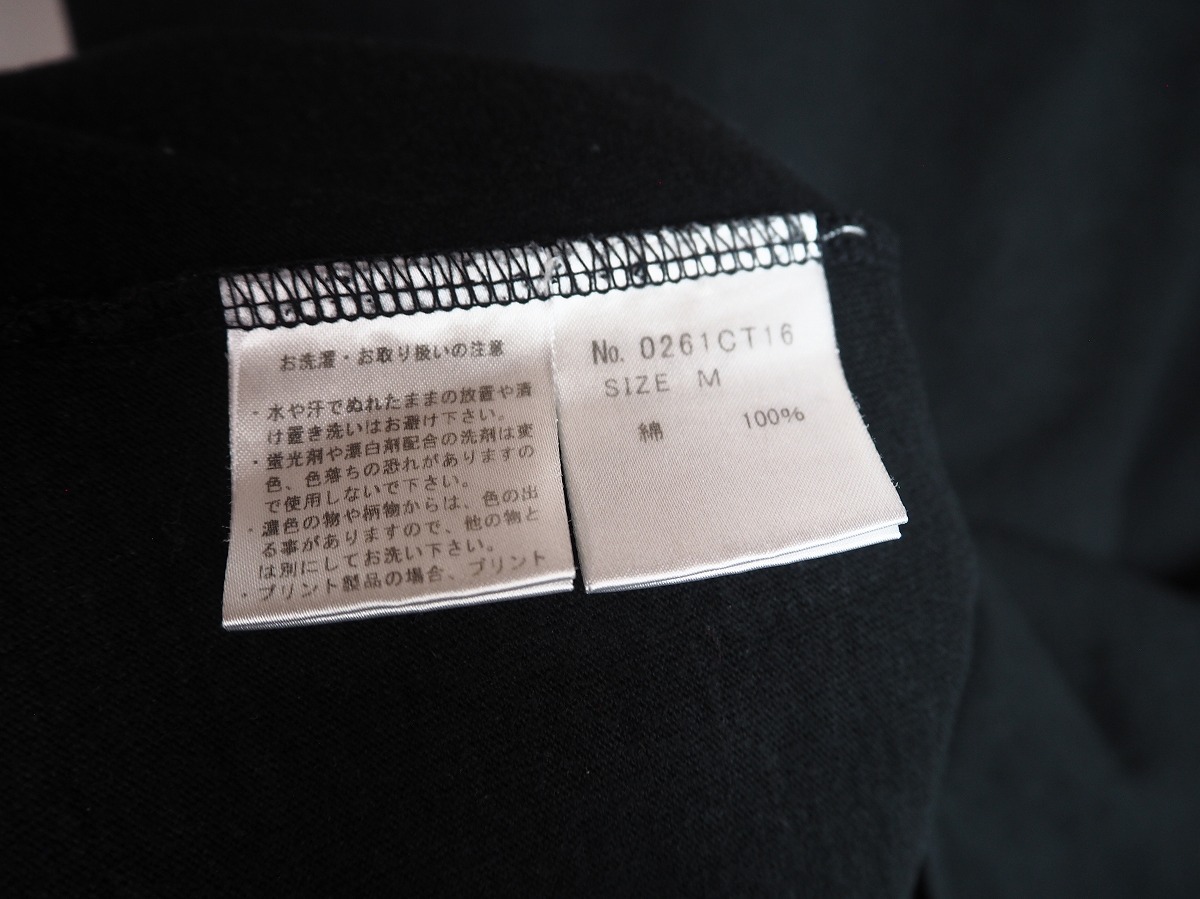 お洗濯・お取り扱いの注意
・水や汗でぬれたままの放置や漬
け置き洗いはお避け下さい。
・蛍光剤や漂白剤配合の洗剤は変
色、色落ちの恐れがありますの
で使用しないで下さい。
・濃色の物や柄物からは、色の出
る事がありますので、他の物と
は別にしてお洗い下さい。
・プリント製品の場合、プリント
No. 0261CT16
SIZE M
綿 100%